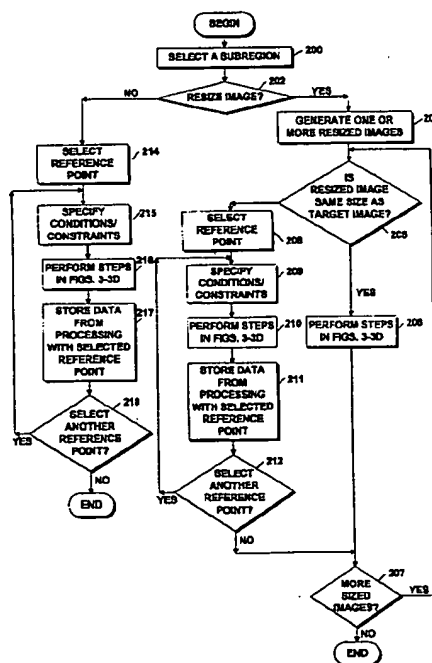 BEGIN
SELECT A SUBREGION
200
202
RESIZE IMAGE?
NO
YES
GENERATE ONE OR
MORE RESIZED IMAGES
SELECT
REFERENCE
POINT
214
IS
RESIZED IMAGE
SAME SIZE AS
TARGET IMAGE?
205
SPECIFY
CONDITIONS/
CONSTRAINTS
215
SELECT
REFERENCE
POINT
208
SPECIFY
CONDITIONS/
CONSTRAINTS
209
PERFORM STEPS
IN FIGS. 3-3D
216
STORE DATA
FROM
PROCESSING
WITH SELECTED
REFERENCE
POINT
217
PERFORM STEPS
IN FIGS. 3-3D
210
YES
PERFORM STEPS
IN FIGS. 3-3D
STORE DATA
FROM
PROCESSING
WITH SELECTED
REFERENCE
POINT
211
SELECT
ANOTHER
REFERENCE
POINT?
YES
NO
END
SELECT
ANOTHER
REFERENCE
POINT?
212
YES
NO
MORE
SIZED
IMAGES?
207
YES
NO
END